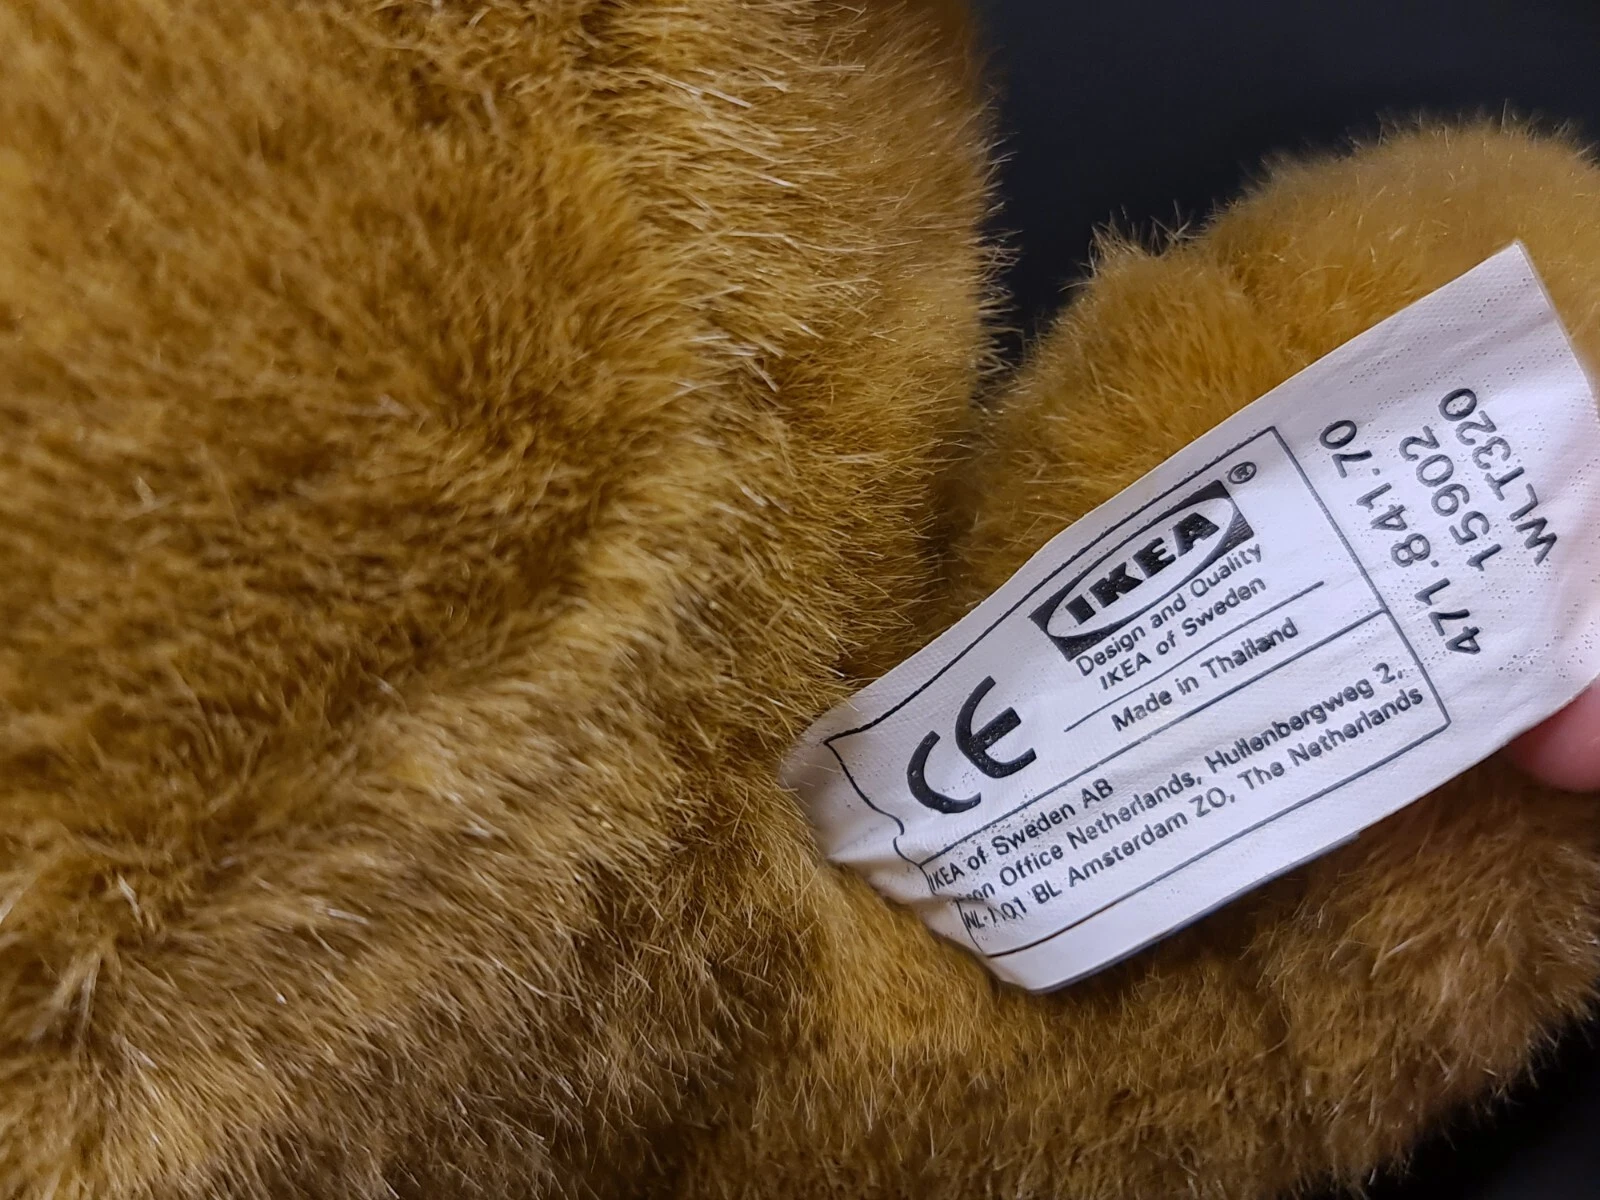 CE
IKEA®
Design and Quality
IKEA of Sweden
Made in Thailand
IKEA of Sweden AB
Office Netherlands, Hullenbergweg 2,
BL Amsterdam ZO, The Netherlands
471.841.70
15902
WLT320